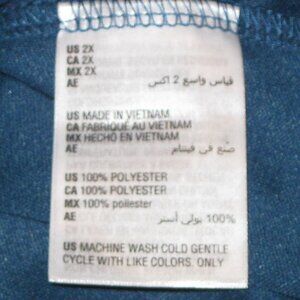 US 2X
CA 2X
MX 2X
AE قياس واسع 2 اكس
US MADE IN VIETNAM
CA FABRIQUÉ AU VIETNAM
MX HECHO EN VIETNAM
AE صنع في فيتنام
US 100% POLYESTER
CA 100% POLYESTER
MX 100% poliester
AE 100% بولي أستر
US MACHINE WASH COLD GENTLE
CYCLE WITH LIKE COLORS. ONLY